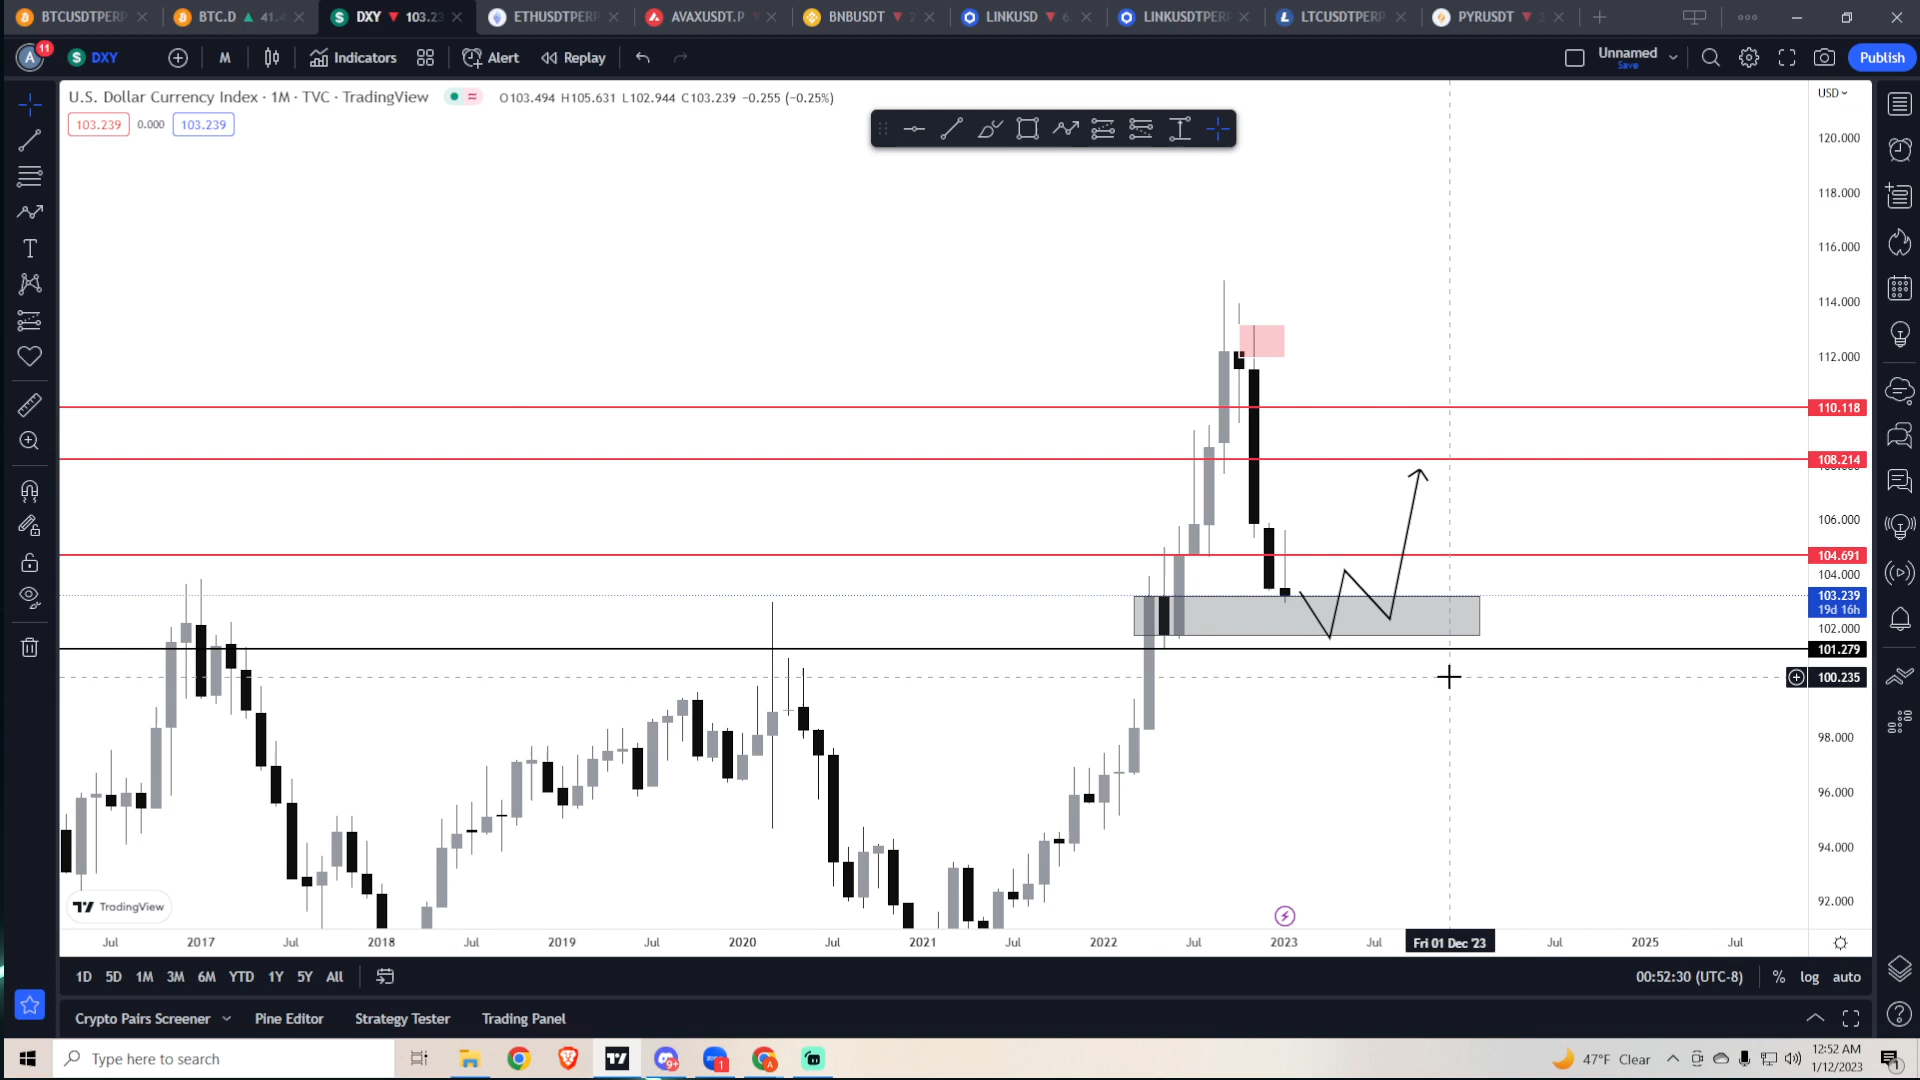 BTCUSDTPERP
BTC.D 41.4
DXY 103.23
ETHUSDTPERP
AVAXUSDT.P
BNBUSDT
LINKUSD 6.
LINKUSDTPERP
LTCUSDTPERP
PYRUSDT
A 11
S DXY
M
Indicators
Alert
Replay
Unnamed
Save
Publish
U.S. Dollar Currency Index · 1M · TVC · TradingView
O103.494 H105.631 L102.944 C103.239 −0.255 (−0.25%)
103.239 0.000 103.239
USD
120.000
118.000
116.000
114.000
112.000
110.118
108.214
106.000
104.691
104.000
103.239
19d 16h
102.000
101.279
100.235
98.000
96.000
94.000
92.000
TradingView
Jul 2017 Jul 2018 Jul 2019 Jul 2020 Jul 2021 Jul 2022 Jul 2023 Jul Fri 01 Dec '23 Jul 2025 Jul
1D 5D 1M 3M 6M YTD 1Y 5Y All
00:52:30 (UTC-8) % log auto
Crypto Pairs Screener Pine Editor Strategy Tester Trading Panel
Type here to search
9+
1
47°F Clear
12:52 AM
1/12/2023
1